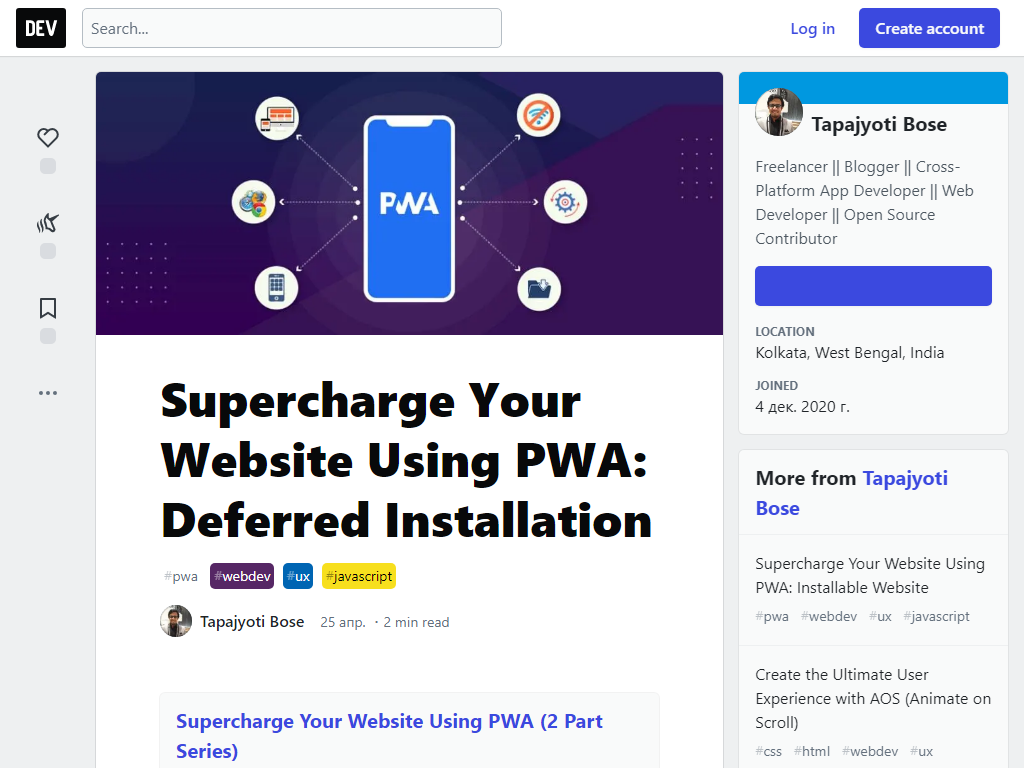 DEV
Search...
Log in
Create account
PWA
Supercharge Your
Website Using PWA:
Deferred Installation
#pwa #webdev #ux #javascript
Tapajyoti Bose 25 апр. · 2 min read
Supercharge Your Website Using PWA (2 Part
Series)
Tapajyoti Bose
Freelancer || Blogger || Cross-
Platform App Developer || Web
Developer || Open Source
Contributor
LOCATION
Kolkata, West Bengal, India
JOINED
4 дек. 2020 г.
More from Tapajyoti
Bose
Supercharge Your Website Using
PWA: Installable Website
#pwa #webdev #ux #javascript
Create the Ultimate User
Experience with AOS (Animate on
Scroll)
#css #html #webdev #ux